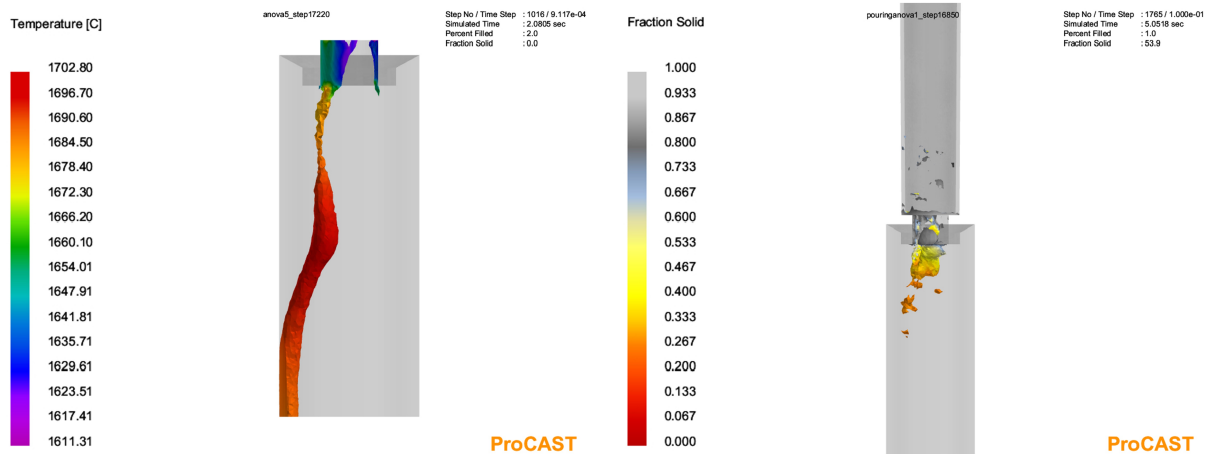 Temperature [C]
1702.80
1696.70
1690.60
1684.50
1678.40
1672.30
1666.20
1660.10
1654.01
1647.91
1641.81
1635.71
1629.61
1623.51
1617.41
1611.31
anova5_step17220
Step No / Time Step : 1016 / 9.117e-04
Simulated Time : 2.0805 sec
Percent Filled : 2.0
Fraction Solid : 0.0
ProCAST
Fraction Solid
1.000
0.933
0.867
0.800
0.733
0.667
0.600
0.533
0.467
0.400
0.333
0.267
0.200
0.133
0.067
0.000
pouringanova1_step16850
Step No / Time Step : 1765 / 1.000e-01
Simulated Time : 5.0518 sec
Percent Filled : 1.0
Fraction Solid : 53.9
ProCAST